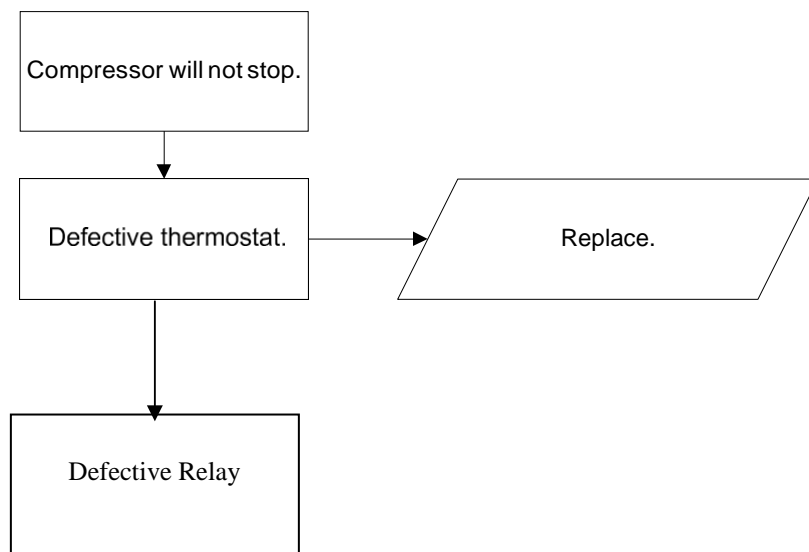 Compressor will not stop.
Defective thermostat.
Replace.
Defective Relay